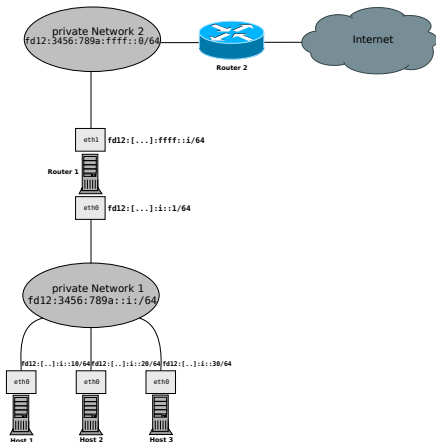 private Network 2
fd12:3456:789a:ffff::0/64
Internet
Router 2
eth1
fd12:[...]:ffff::i/64
Router 1
eth0
fd12:[...]:i::1/64
private Network 1
fd12:3456:789a::i:/64
fd12:[..]:i::10/64
fd12:[..]:i::20/64
fd12:[..]:i::30/64
eth0
eth0
eth0
Host 1
Host 2
Host 3